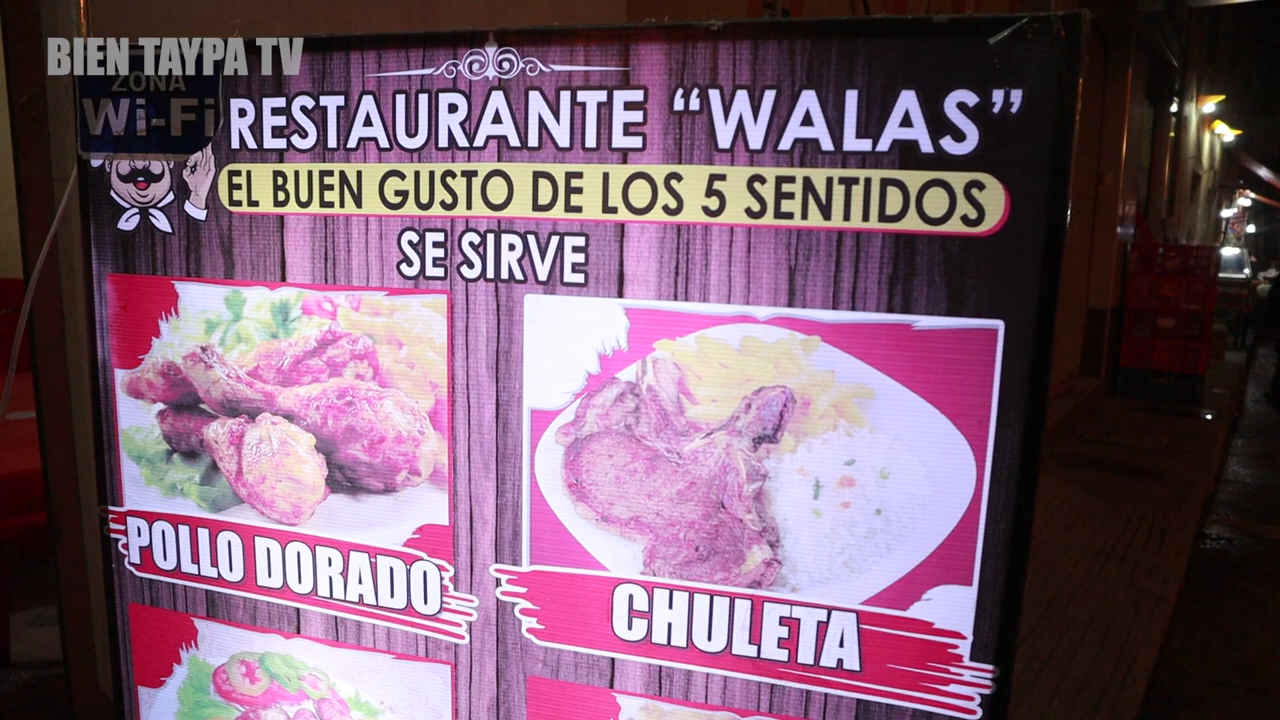 BIEN TAYPA TV
ZONA
Wi-Fi
RESTAURANTE “WALAS”
EL BUEN GUSTO DE LOS 5 SENTIDOS
SE SIRVE
POLLO DORADO
CHULETA